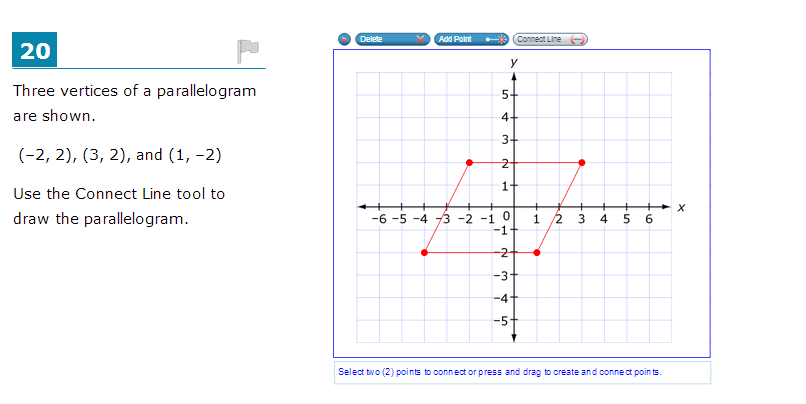 20
Three vertices of a parallelogram
are shown.
(−2, 2), (3, 2), and (1, −2)
Use the Connect Line tool to
draw the parallelogram.
Delete Add Point Connect Line
y
5
4
3
2
1
−6 −5 −4 −3 −2 −1 0 1 2 3 4 5 6 x
−1
−2
−3
−4
−5
Select two (2) points to connect or press and drag to create and connect points.